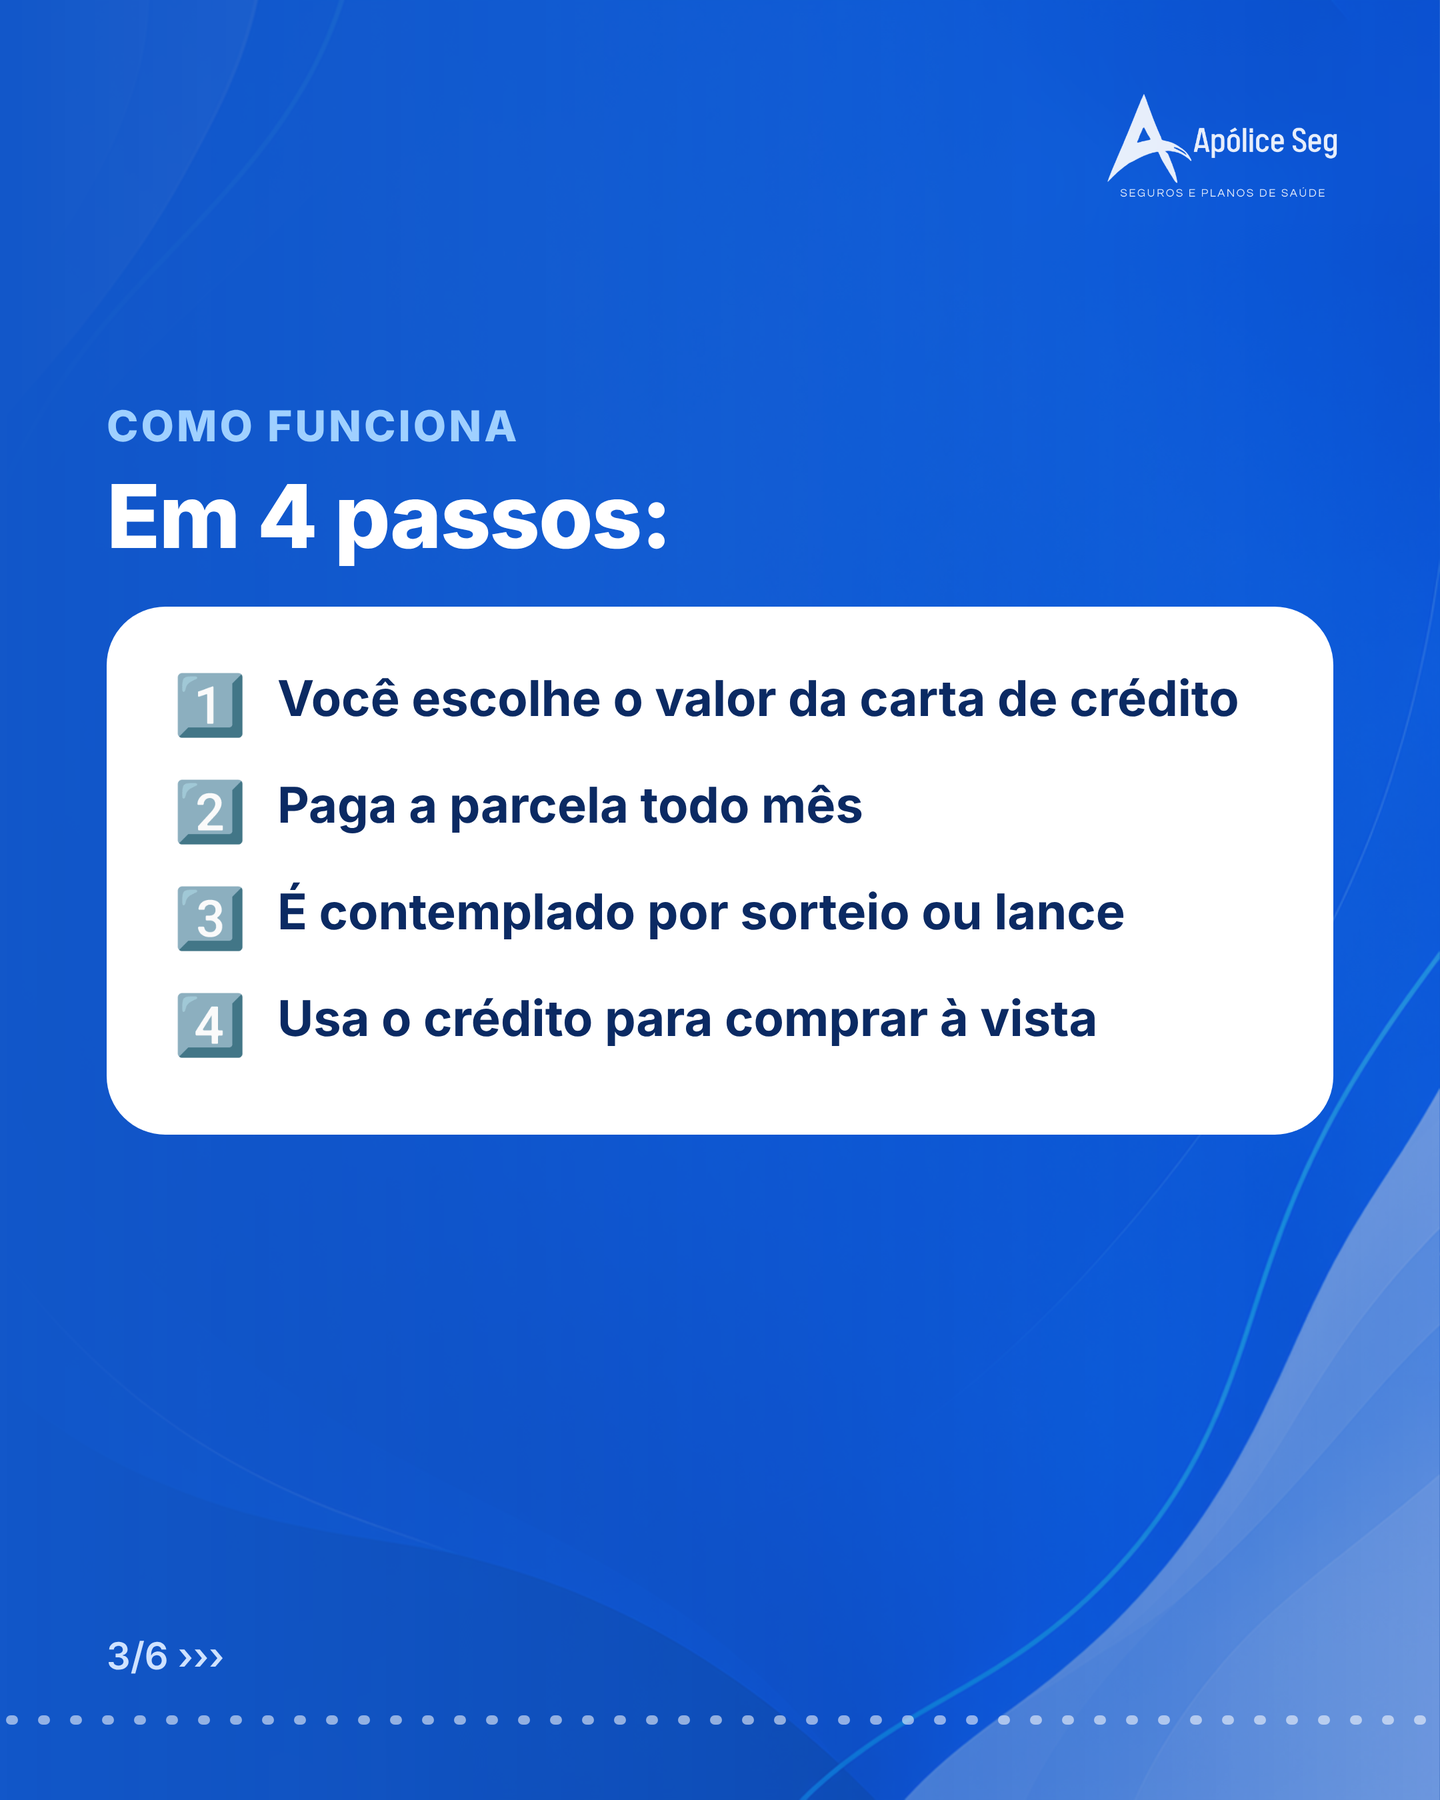 Apólice Seg
SEGUROS E PLANOS DE SAÚDE
COMO FUNCIONA
Em 4 passos:
1 Você escolhe o valor da carta de crédito
2 Paga a parcela todo mês
3 É contemplado por sorteio ou lance
4 Usa o crédito para comprar à vista
3/6 ›››